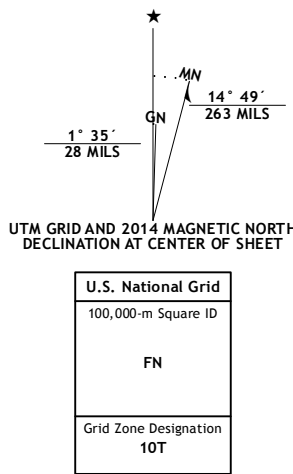 ★
MN
GN
14° 49´
263 MILS
1° 35´
28 MILS
UTM GRID AND 2014 MAGNETIC NORTH
DECLINATION AT CENTER OF SHEET
U.S. National Grid
100,000-m Square ID
FN
Grid Zone Designation
10T